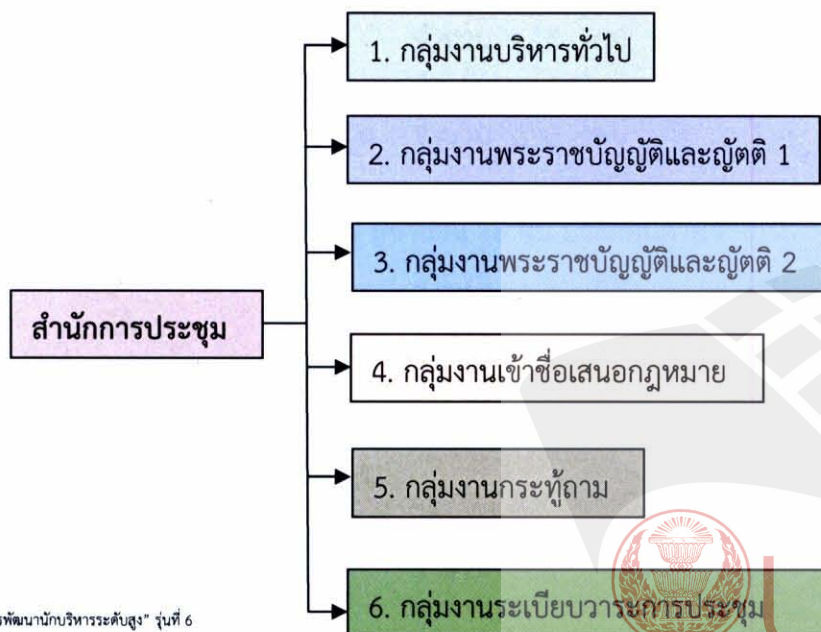 1. กลุ่มงานบริหารทั่วไป
2. กลุ่มงานพระราชบัญญัติและญัตติ 1
3. กลุ่มงานพระราชบัญญัติและญัตติ 2
สำนักการประชุม
4. กลุ่มงานเข้าชื่อเสนอกฎหมาย
5. กลุ่มงานกระทู้ถาม
6. กลุ่มงานระเบียบวาระการประชุม
รพัฒนานักบริหารระดับสูง” รุ่นที่ 6